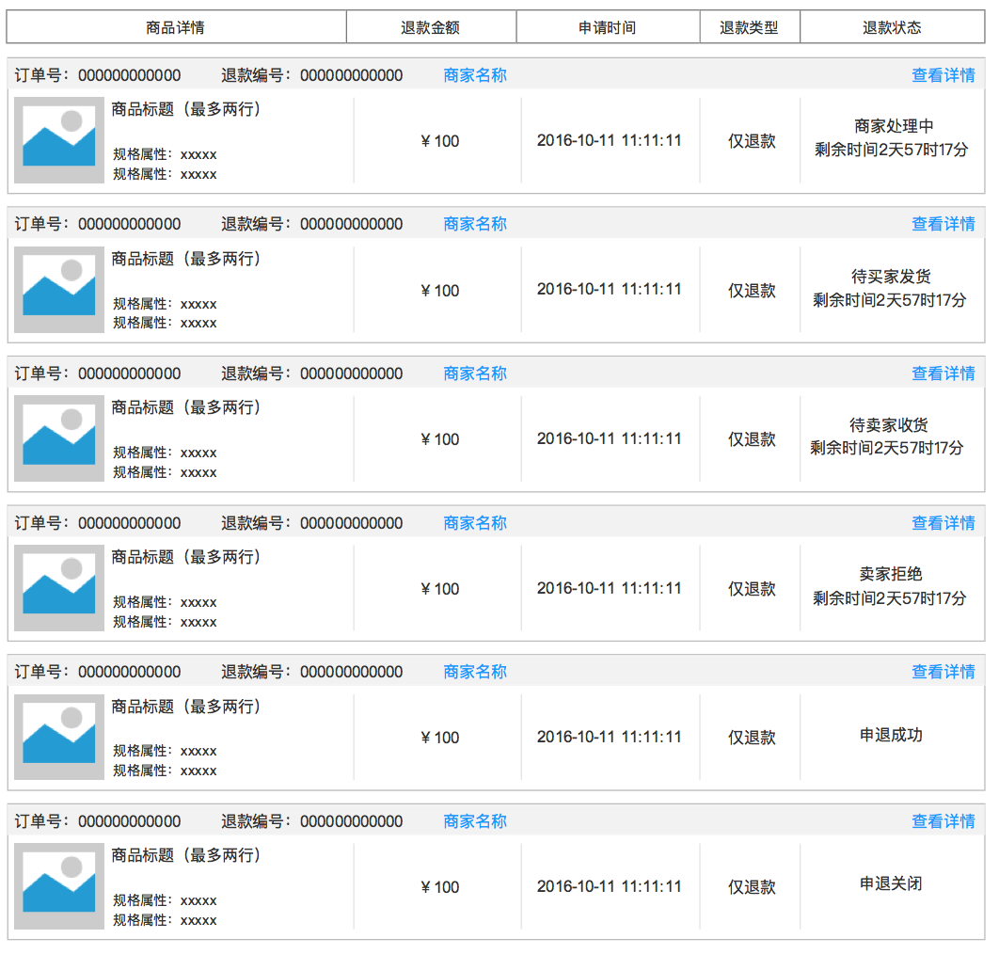 商品详情 退款金额 申请时间 退款类型 退款状态
订单号：000000000000 退款编号：000000000000 商家名称 查看详情
商品标题（最多两行）
规格属性：xxxxx
规格属性：xxxxx
¥ 100
2016-10-11 11:11:11
仅退款
商家处理中
剩余时间2天57时17分
订单号：000000000000 退款编号：000000000000 商家名称 查看详情
商品标题（最多两行）
规格属性：xxxxx
规格属性：xxxxx
¥ 100
2016-10-11 11:11:11
仅退款
待买家发货
剩余时间2天57时17分
订单号：000000000000 退款编号：000000000000 商家名称 查看详情
商品标题（最多两行）
规格属性：xxxxx
规格属性：xxxxx
¥ 100
2016-10-11 11:11:11
仅退款
待卖家收货
剩余时间2天57时17分
订单号：000000000000 退款编号：000000000000 商家名称 查看详情
商品标题（最多两行）
规格属性：xxxxx
规格属性：xxxxx
¥ 100
2016-10-11 11:11:11
仅退款
卖家拒绝
剩余时间2天57时17分
订单号：000000000000 退款编号：000000000000 商家名称 查看详情
商品标题（最多两行）
规格属性：xxxxx
规格属性：xxxxx
¥ 100
2016-10-11 11:11:11
仅退款
申退成功
订单号：000000000000 退款编号：000000000000 商家名称 查看详情
商品标题（最多两行）
规格属性：xxxxx
规格属性：xxxxx
¥ 100
2016-10-11 11:11:11
仅退款
申退关闭